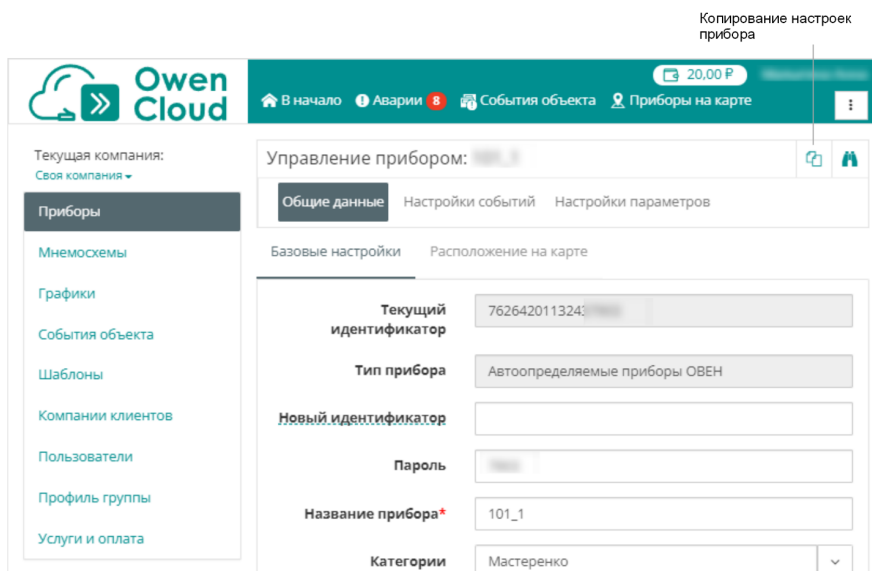 Копирование настроек
прибора
Owen
Cloud
20,00 ₽
В начало Аварии 8 События объекта Приборы на карте
Текущая компания:
Своя компания
Управление прибором:
Приборы
Общие данные Настройки событий Настройки параметров
Мнемосхемы
Базовые настройки Расположение на карте
Графики
Текущий
идентификатор
7626420113243
События объекта
Тип прибора Автоопределяемые приборы ОВЕН
Шаблоны
Компании клиентов
Новый идентификатор
Пользователи
Пароль
Профиль группы
Название прибора* 101_1
Услуги и оплата
Категории Мастеренко